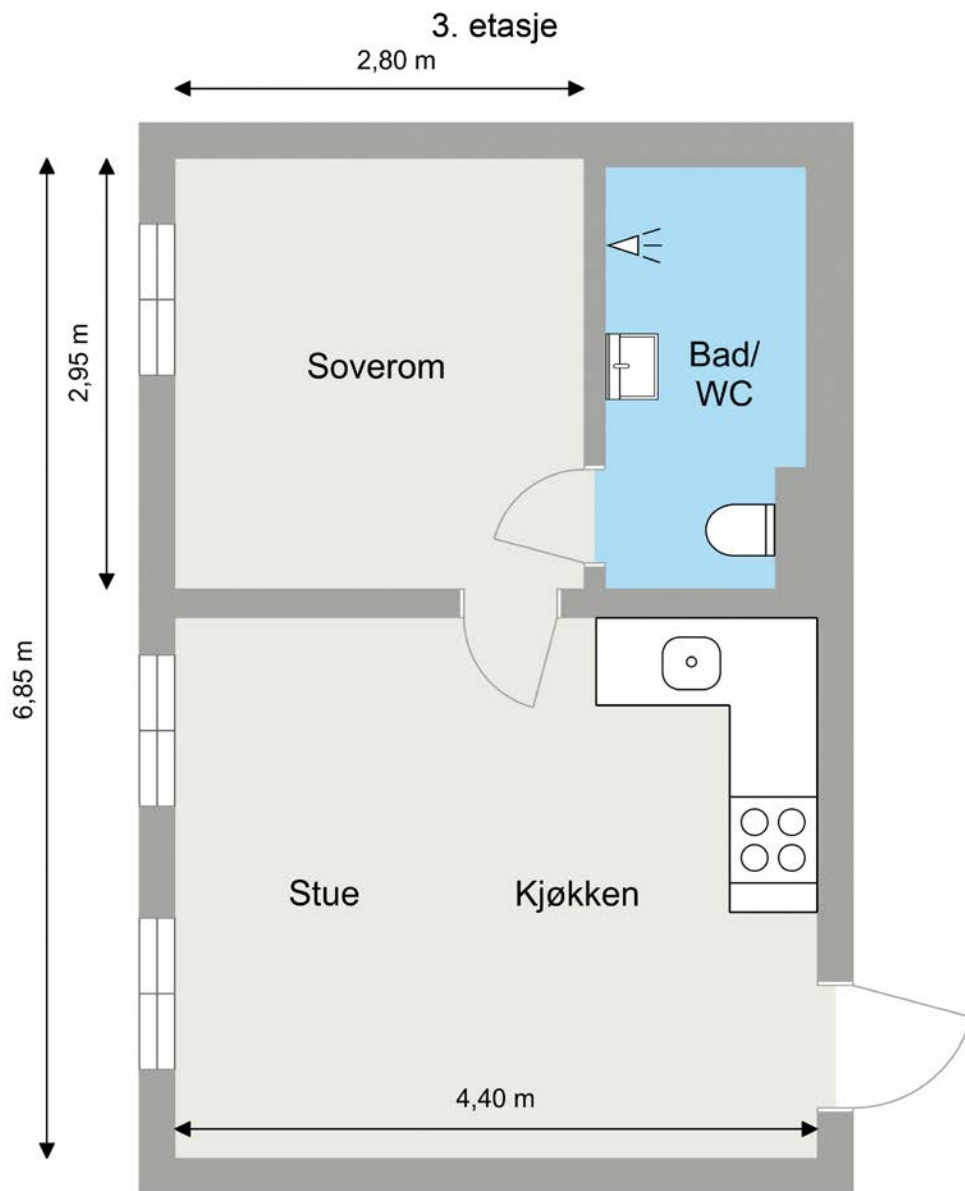 3. etasje
2,80 m
2,95 m
Soverom
Bad/
WC
6,85 m
Stue
Kjøkken
4,40 m